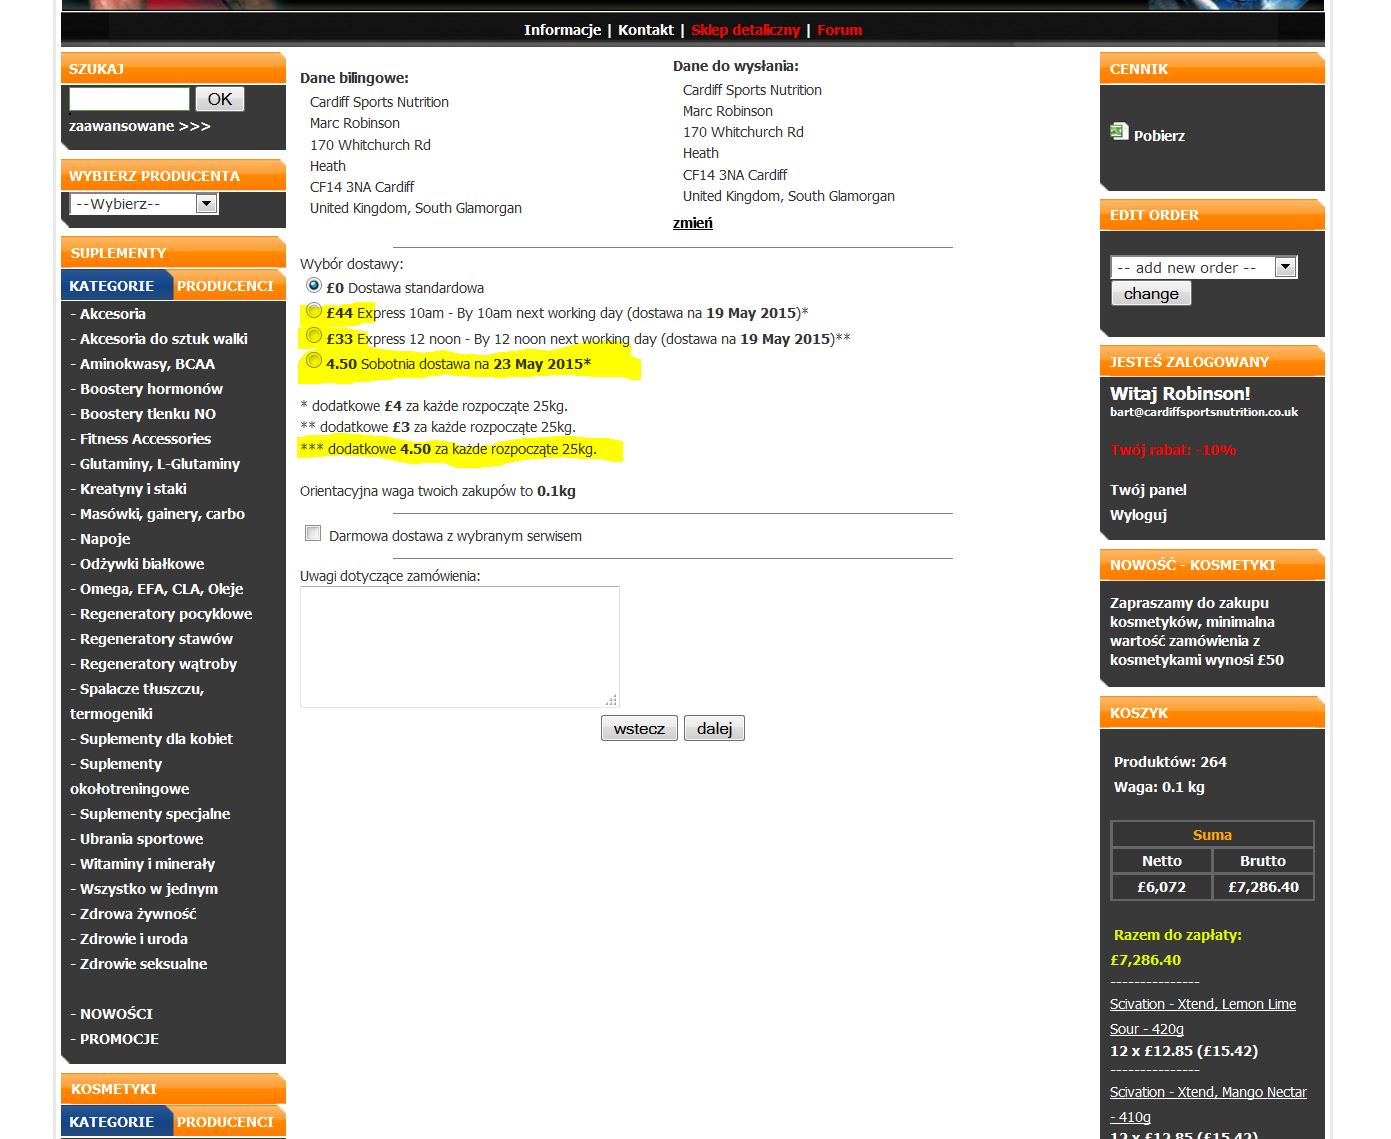 Informacje | Kontakt | Sklep detaliczny | Forum
SZUKAJ
OK
zaawansowane >>>
WYBIERZ PRODUCENTA
--Wybierz--
SUPLEMENTY
KATEGORIE PRODUCENCI
- Akcesoria
- Akcesoria do sztuk walki
- Aminokwasy, BCAA
- Boostery hormonów
- Boostery tlenku NO
- Fitness Accessories
- Glutaminy, L-Glutaminy
- Kreatyny i staki
- Masówki, gainery, carbo
- Napoje
- Odżywki białkowe
- Omega, EFA, CLA, Oleje
- Regeneratory pocyklowe
- Regeneratory stawów
- Regeneratory wątroby
- Spalacze tłuszczu,
termogeniki
- Suplementy dla kobiet
- Suplementy
okołotreningowe
- Suplementy specjalne
- Ubrania sportowe
- Witaminy i minerały
- Wszystko w jednym
- Zdrowa żywność
- Zdrowie i uroda
- Zdrowie seksualne
- NOWOŚCI
- PROMOCJE
KOSMETYKI
KATEGORIE PRODUCENCI
Dane bilingowe:
Cardiff Sports Nutrition
Marc Robinson
170 Whitchurch Rd
Heath
CF14 3NA Cardiff
United Kingdom, South Glamorgan
Dane do wysłania:
Cardiff Sports Nutrition
Marc Robinson
170 Whitchurch Rd
Heath
CF14 3NA Cardiff
United Kingdom, South Glamorgan
zmień
Wybór dostawy:
£0 Dostawa standardowa
£44 Express 10am - By 10am next working day (dostawa na 19 May 2015)*
£33 Express 12 noon - By 12 noon next working day (dostawa na 19 May 2015)**
4.50 Sobotnia dostawa na 23 May 2015*
* dodatkowe £4 za każde rozpocząte 25kg.
** dodatkowe £3 za każde rozpocząte 25kg.
*** dodatkowe 4.50 za każde rozpocząte 25kg.
Orientacyjna waga twoich zakupów to 0.1kg
Darmowa dostawa z wybranym serwisem
Uwagi dotyczące zamówienia:
wstecz dalej
CENNIK
Pobierz
EDIT ORDER
-- add new order --
change
JESTEŚ ZALOGOWANY
Witaj Robinson!
bart@cardiffsportsnutrition.co.uk
Twój rabat: -10%
Twój panel
Wyloguj
NOWOŚĆ - KOSMETYKI
Zapraszamy do zakupu
kosmetyków, minimalna
wartość zamówienia z
kosmetykami wynosi £50
KOSZYK
Produktów: 264
Waga: 0.1 kg
Suma
Netto Brutto
£6,072 £7,286.40
Razem do zapłaty:
£7,286.40
---------------
Scivation - Xtend, Lemon Lime
Sour - 420g
12 x £12.85 (£15.42)
---------------
Scivation - Xtend, Mango Nectar
- 410g
12 x £12.85 (£15.42)